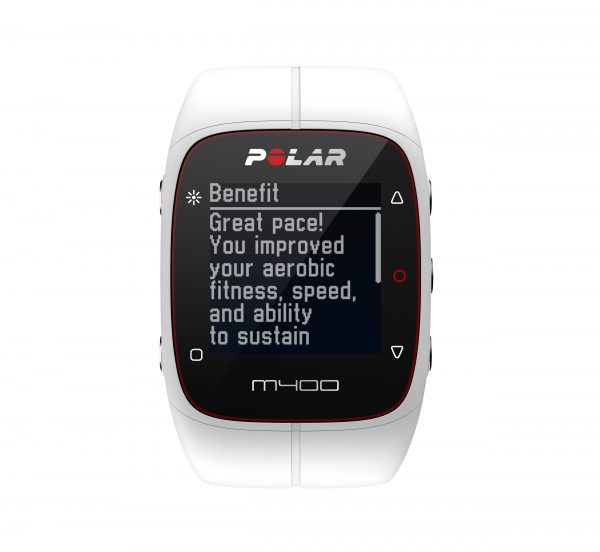 POLAR
Benefit
Great pace!
You improved
your aerobic
fitness, speed,
and ability
to sustain
M400